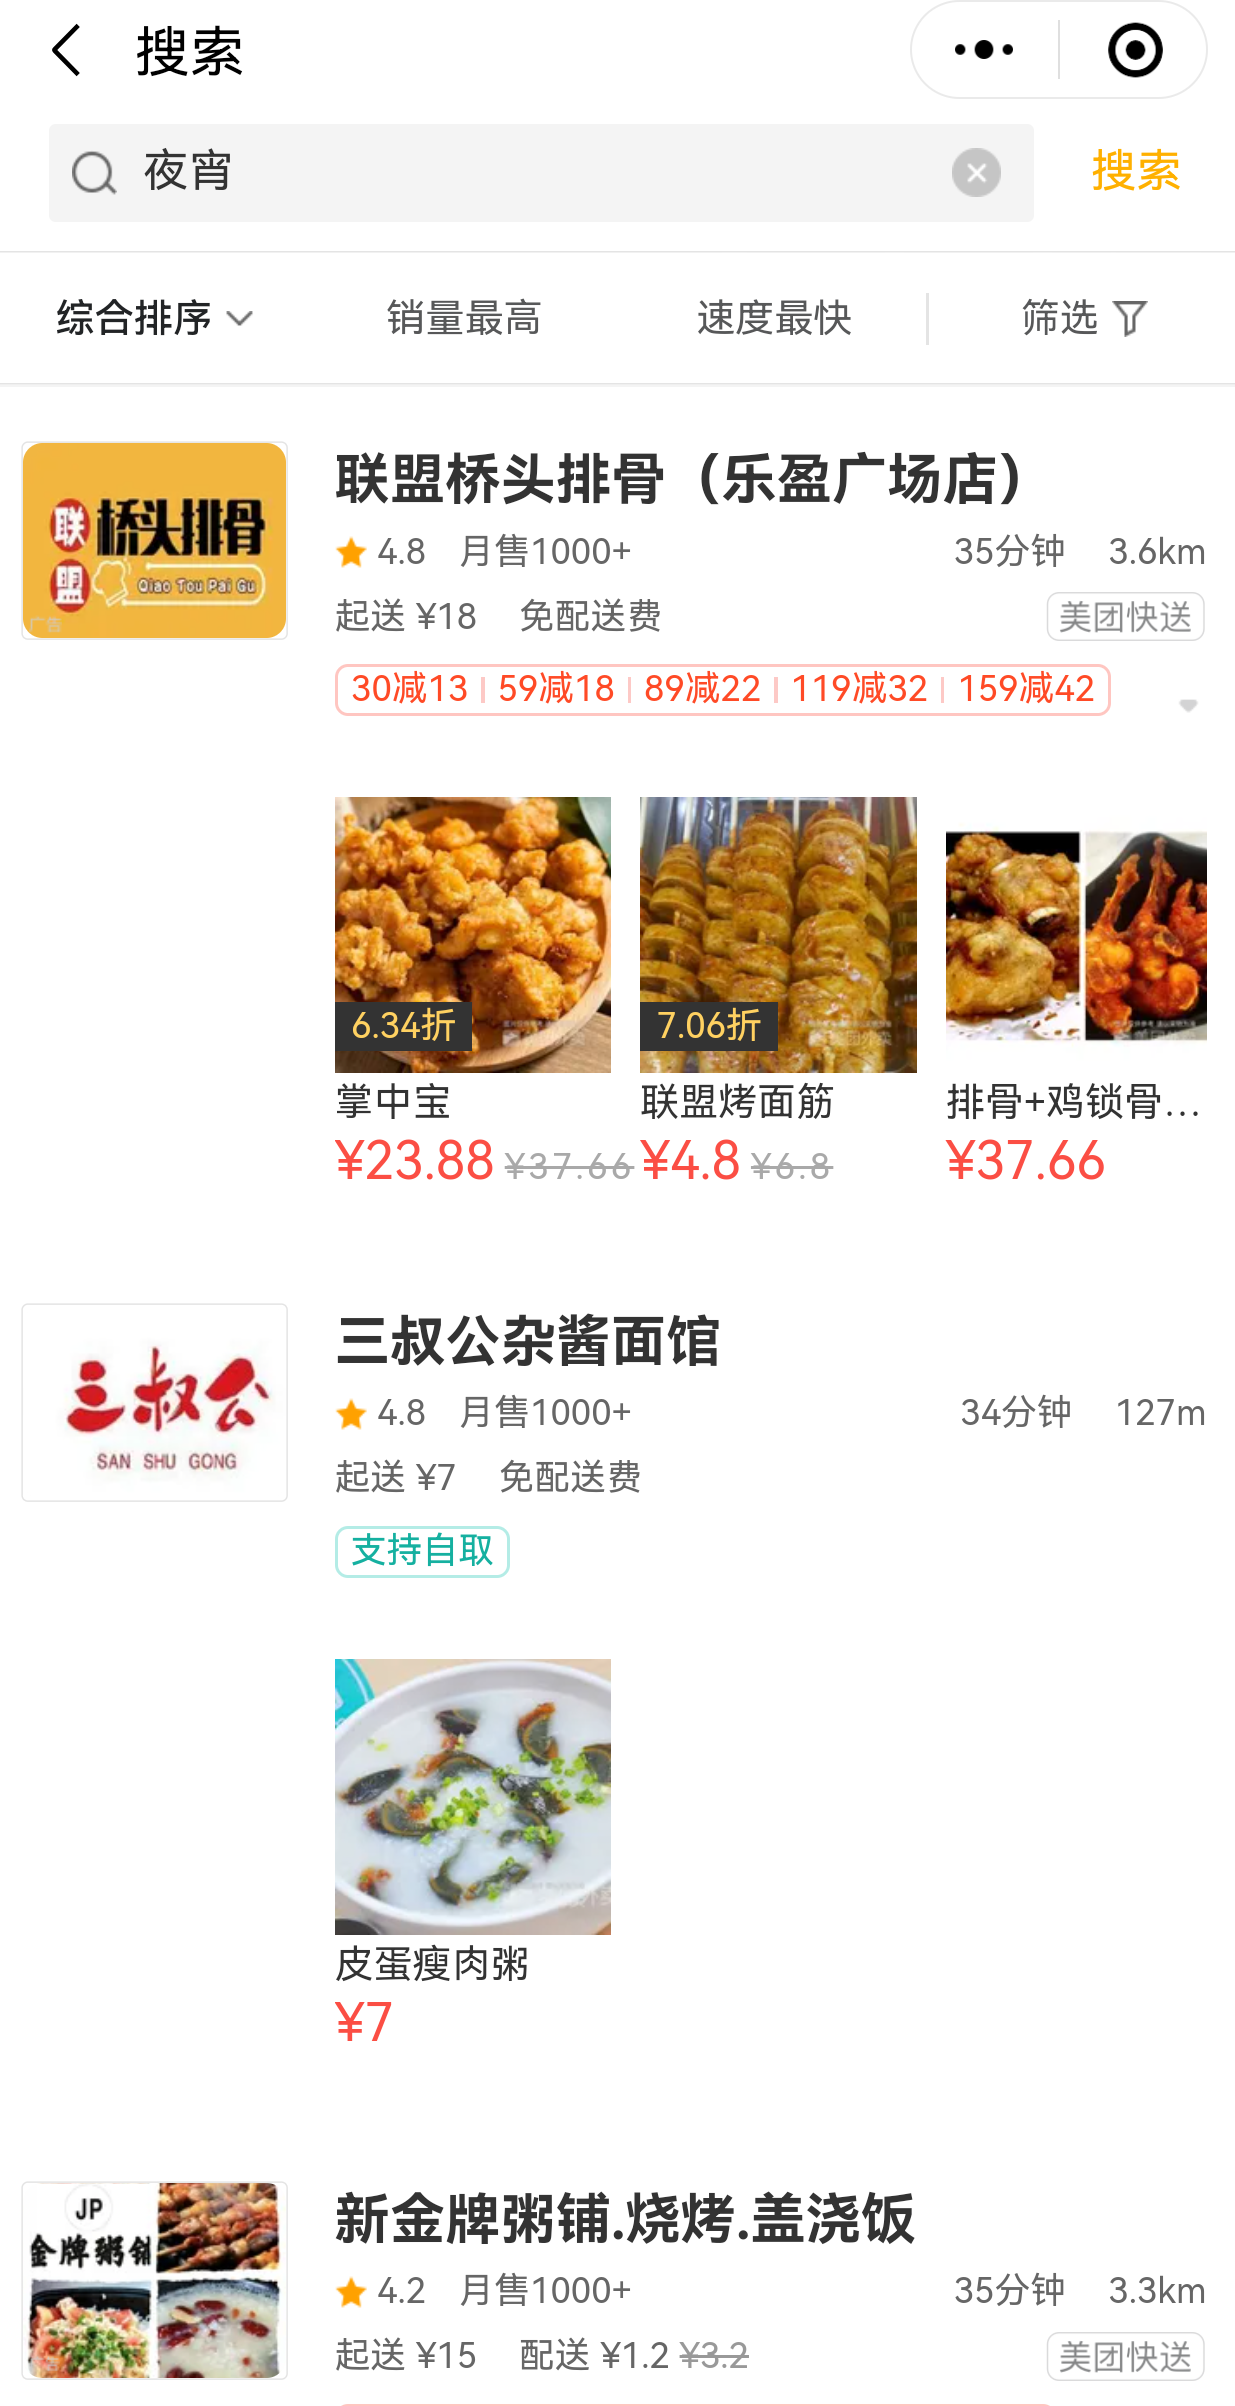 搜索
夜宵
搜索
综合排序 销量最高 速度最快 筛选
联盟 桥头排骨
Qiao Tou Pai Gu
广告
联盟桥头排骨（乐盈广场店）
4.8 月售1000+ 35分钟 3.6km
起送 ¥18 免配送费 美团快送
30减13 59减18 89减22 119减32 159减42
6.34折 7.06折
掌中宝 联盟烤面筋 排骨+鸡锁骨...
¥23.88 ¥37.66 ¥4.8 ¥6.8 ¥37.66
三叔公
SAN SHU GONG
三叔公杂酱面馆
4.8 月售1000+ 34分钟 127m
起送 ¥7 免配送费
支持自取
皮蛋瘦肉粥
¥7
JP
金牌粥铺
新金牌粥铺.烧烤.盖浇饭
4.2 月售1000+ 35分钟 3.3km
起送 ¥15 配送 ¥1.2 ¥3.2 美团快送